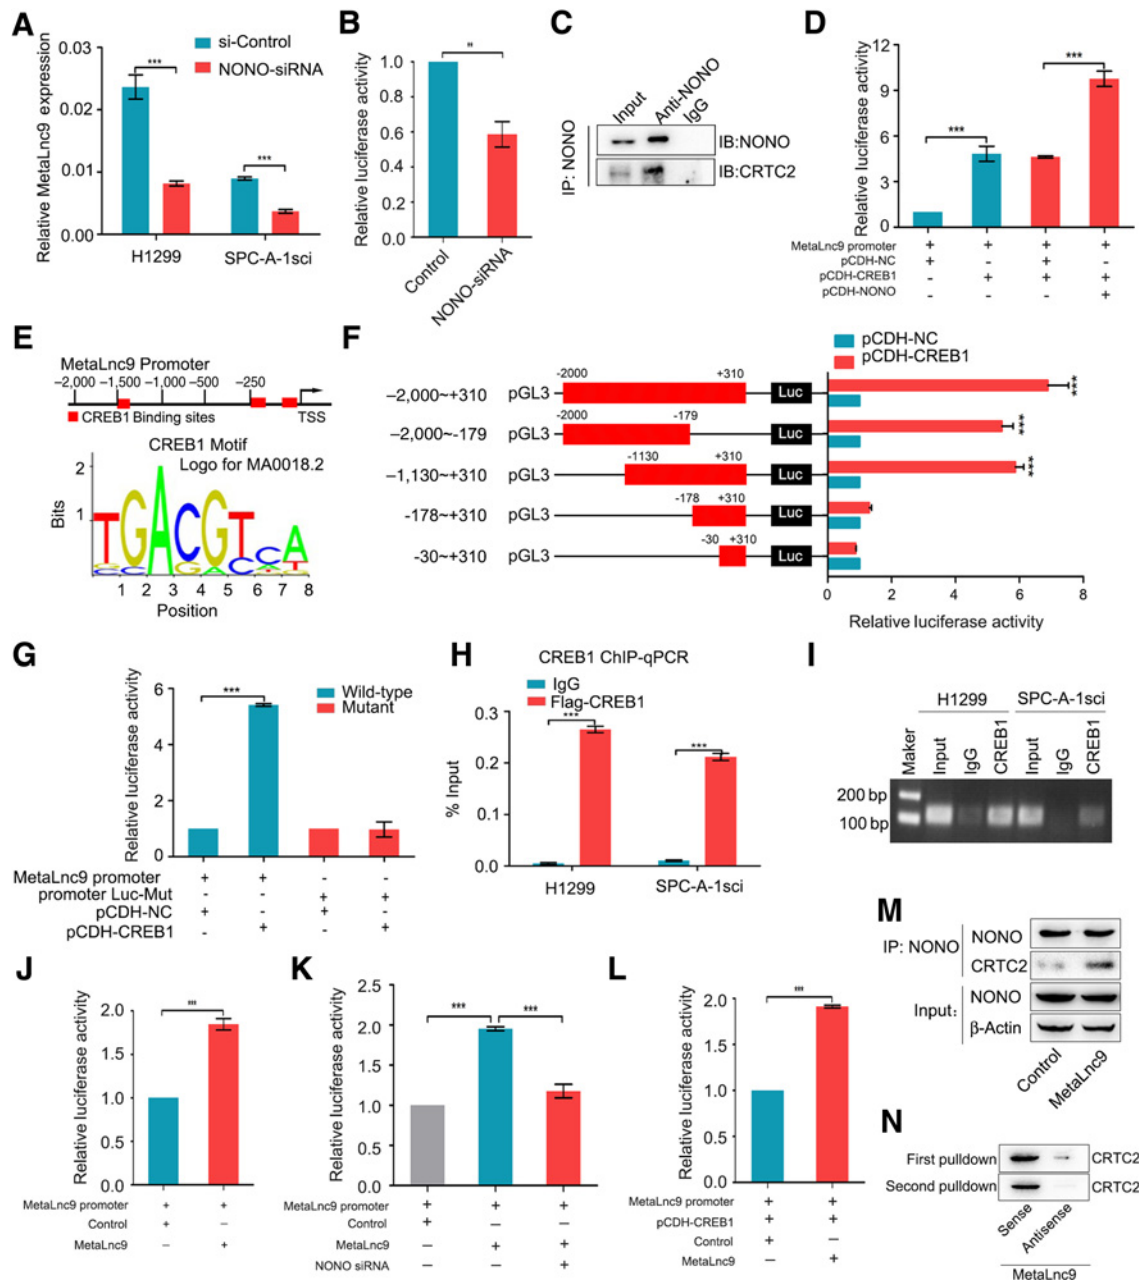 A
si-Control
NONO-siRNA
Relative MetaLnc9 expression
0.03
0.02
0.01
0.00
***
***
H1299
SPC-A-1sci
B
Relative luciferase activity
1.0
0.8
0.6
0.4
0.2
0.0
**
Control
NONO-siRNA
C
Input
Anti-NONO
IgG
IP: NONO
IB:NONO
IB:CRTC2
D
Relative luciferase activity
12
9
6
3
0
***
***
MetaLnc9 promoter + + + +
pCDH-NC + - + -
pCDH-CREB1 - + + +
pCDH-NONO - - - +
E
MetaLnc9 Promoter
–2,000 –1,500 –1,000 –500 –250
CREB1 Binding sites
TSS
CREB1 Motif
Logo for MA0018.2
Bits
2
1
1 2 3 4 5 6 7 8
Position
F
pCDH-NC
pCDH-CREB1
–2,000~+310 pGL3 -2000 +310 Luc ***
–2,000~-179 pGL3 -2000 -179 Luc ***
–1,130~+310 pGL3 -1130 +310 Luc ***
-178~+310 pGL3 -178 +310 Luc
-30~+310 pGL3 -30 +310 Luc
0 2 4 6 8
Relative luciferase activity
G
Relative luciferase activity
6
4
2
0
***
Wild-type
Mutant
MetaLnc9 promoter + + - -
promoter Luc-Mut - - + +
pCDH-NC + - + -
pCDH-CREB1 - + - +
H
CREB1 ChIP-qPCR
IgG
Flag-CREB1
% Input
0.3
0.2
0.1
0.0
***
***
H1299
SPC-A-1sci
I
H1299 SPC-A-1sci
Maker Input IgG CREB1 Input IgG CREB1
200 bp
100 bp
J
Relative luciferase activity
2.0
1.5
1.0
0.5
0.0
***
MetaLnc9 promoter + +
Control + –
MetaLnc9 – +
K
Relative luciferase activity
2.5
2.0
1.5
1.0
0.5
0.0
***
***
MetaLnc9 promoter + + +
Control + – –
MetaLnc9 – + +
NONO siRNA – – +
L
Relative luciferase activity
2.0
1.5
1.0
0.5
0.0
***
MetaLnc9 promoter + +
pCDH-CREB1 + +
Control + –
MetaLnc9 – +
M
IP: NONO
NONO
CRTC2
Input:
NONO
β-Actin
Control
MetaLnc9
N
First pulldown CRTC2
Second pulldown CRTC2
Sense
Antisense
MetaLnc9